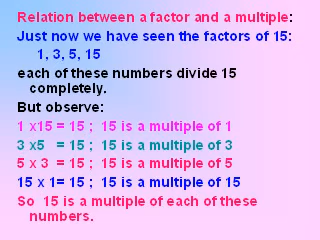 Relation between a factor and a multiple:
Just now we have seen the factors of 15:
1, 3, 5, 15
each of these numbers divide 15
completely.
But observe:
1 x15 = 15 ; 15 is a multiple of 1
3 x5 = 15 ; 15 is a multiple of 3
5 x 3 = 15 ; 15 is a multiple of 5
15 x 1= 15 ; 15 is a multiple of 15
So 15 is a multiple of each of these
numbers.